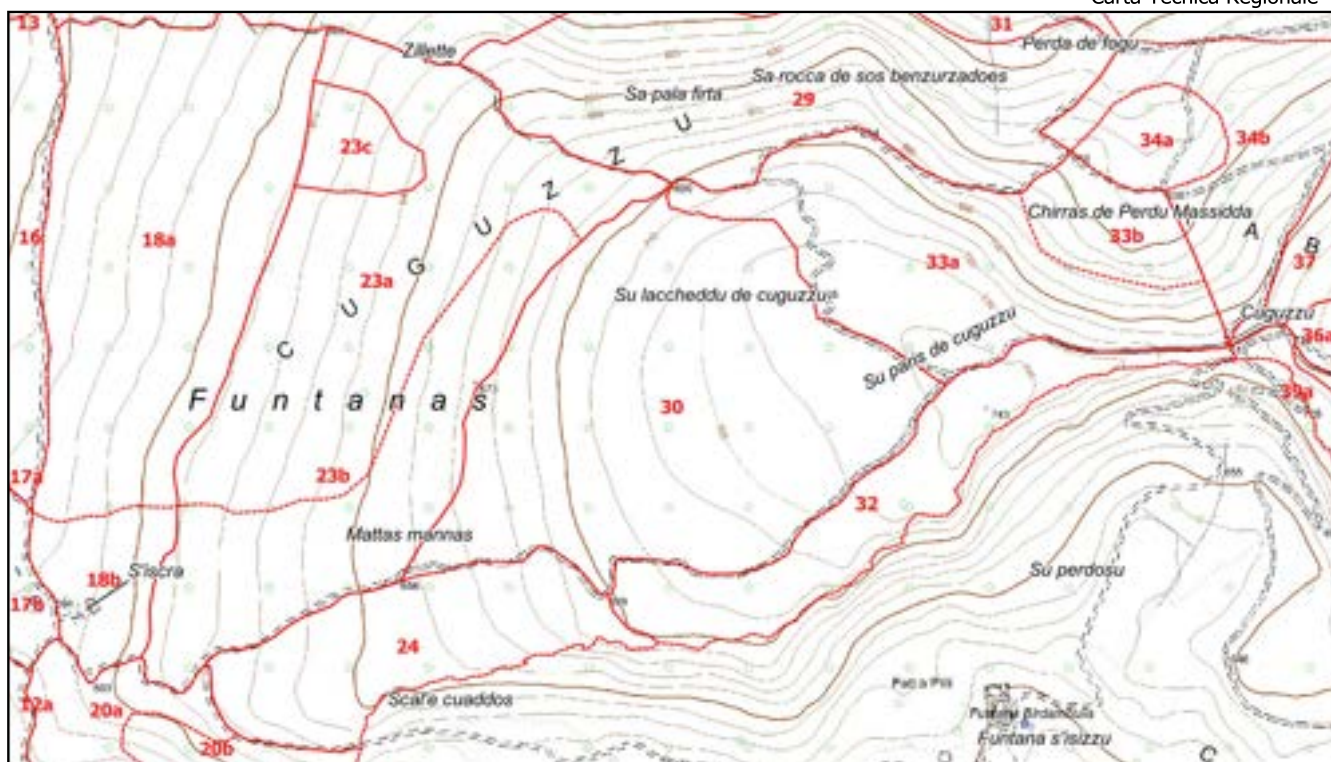 Carta Tecnica Regionale
13
31
Zillette
Perda de fogu
Sa rocca de sos benzurzadoes
Sa pala firta
29
23c
34a
34b
Chirras de Perdu Massidda
33b
16
18a
23a
33a
37
A B
C U G U Z Z U
Su laccheddu de cuguzzu
Cuguzzu
36a
Su paris de cuguzzu
39a
Funtanas
30
743
17a
23b
32
Mattas mannas
S'iscra
18b
17b
Su perdosu
24
12a
20a
Scal'e cuaddos
20b
Funtana s'isizzu
C